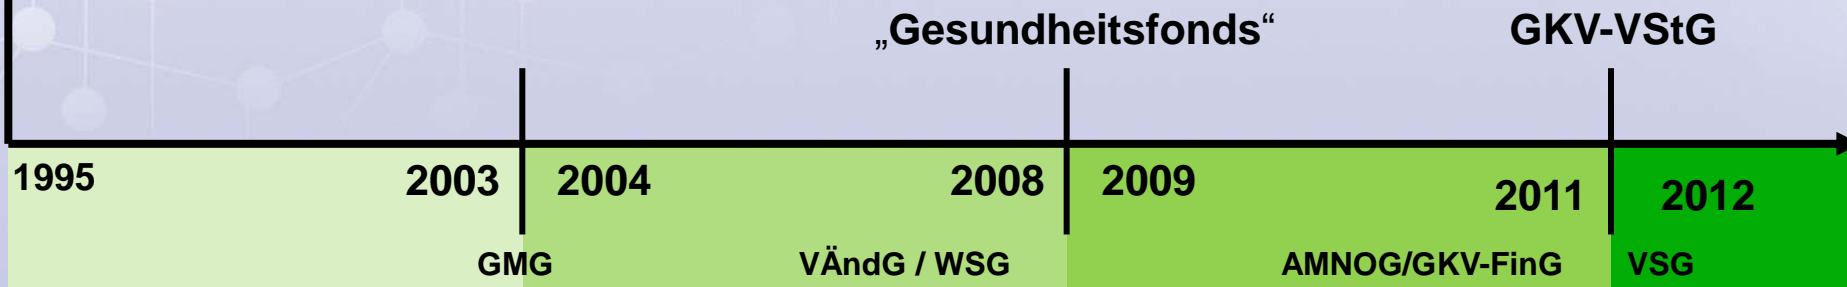 „Gesundheitsfonds“ GKV-VStG
1995 2003 2004 2008 2009 2011 2012
GMG VÄndG / WSG AMNOG/GKV-FinG VSG